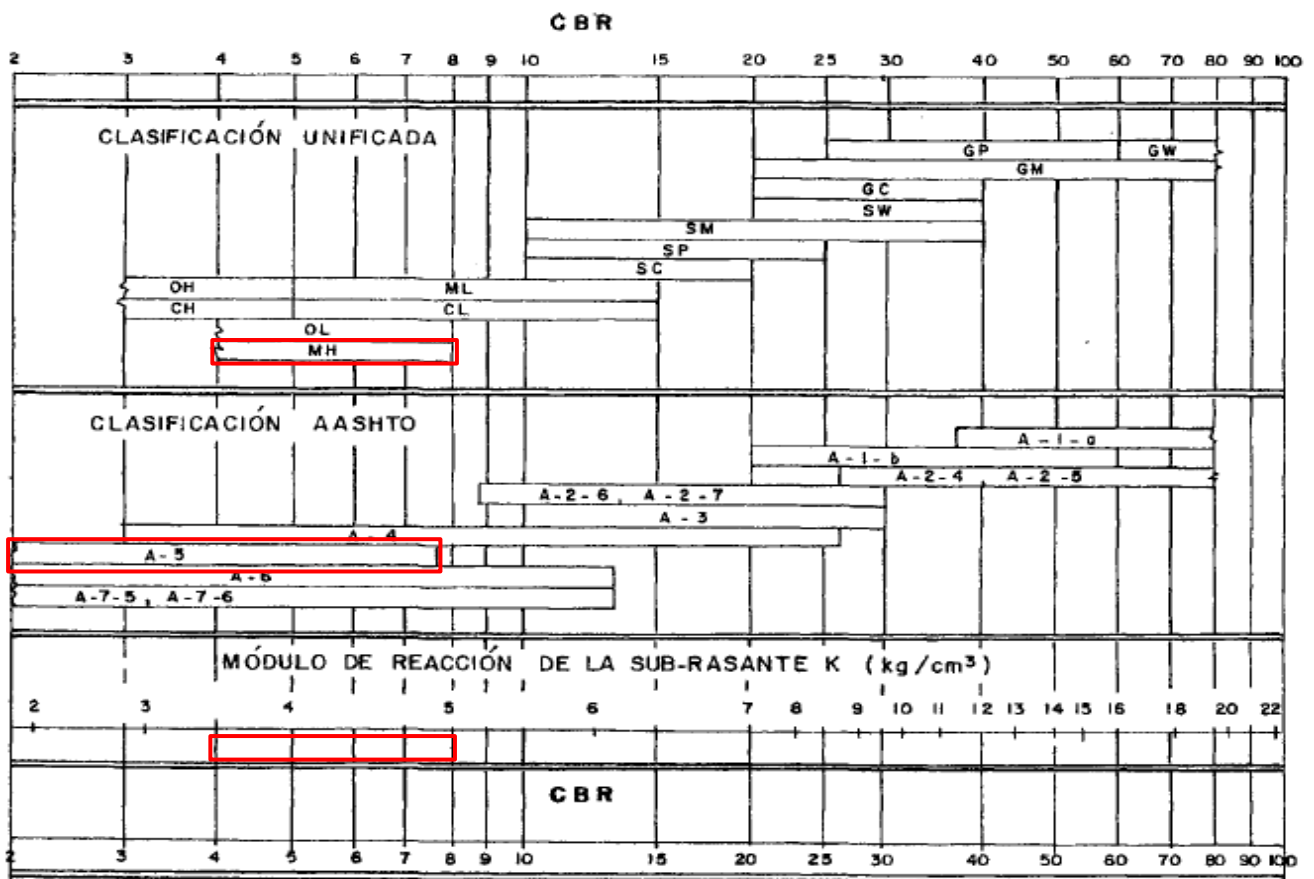 CBR
2 3 4 5 6 7 8 9 10 15 20 25 30 40 50 60 70 80 90 100
CLASIFICACIÓN UNIFICADA
GP GW
GM
GC
SW
SM
SP
SC
OH ML
CH CL
OL
MH
CLASIFICACIÓN AASHTO
A-1-a
A-1-b
A-2-4 A-2-5
A-2-6, A-2-7
A-3
A-4
A-5
A-6
A-7-5, A-7-6
MÓDULO DE REACCIÓN DE LA SUB-RASANTE K (kg/cm³)
2 3 4 5 6 7 8 9 10 11 12 13 14 15 16 18 20 22
CBR
2 3 4 5 6 7 8 9 10 15 20 25 30 40 50 60 70 80 90 100